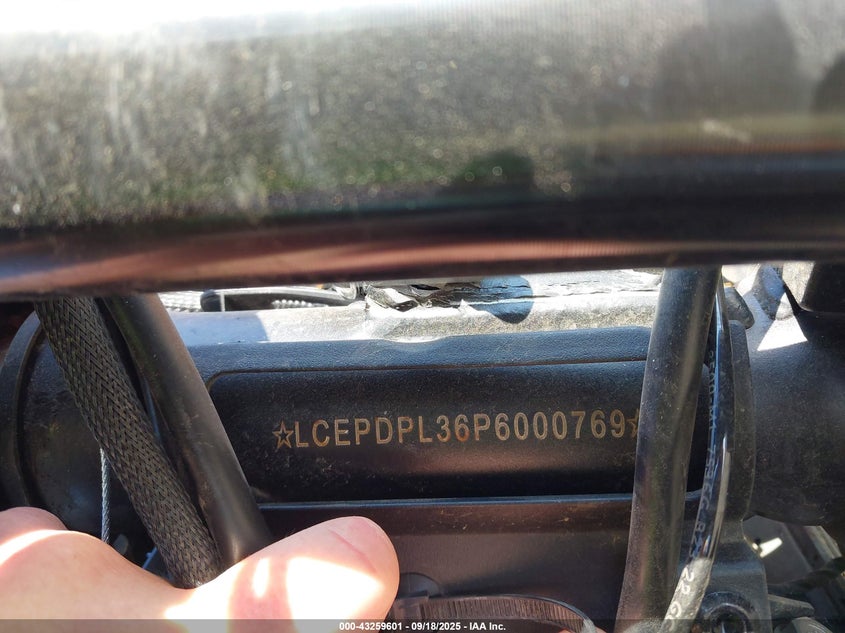 ☆LCEPDPL36P6000769☆
000-43259601 - 09/18/2025 - IAA Inc.